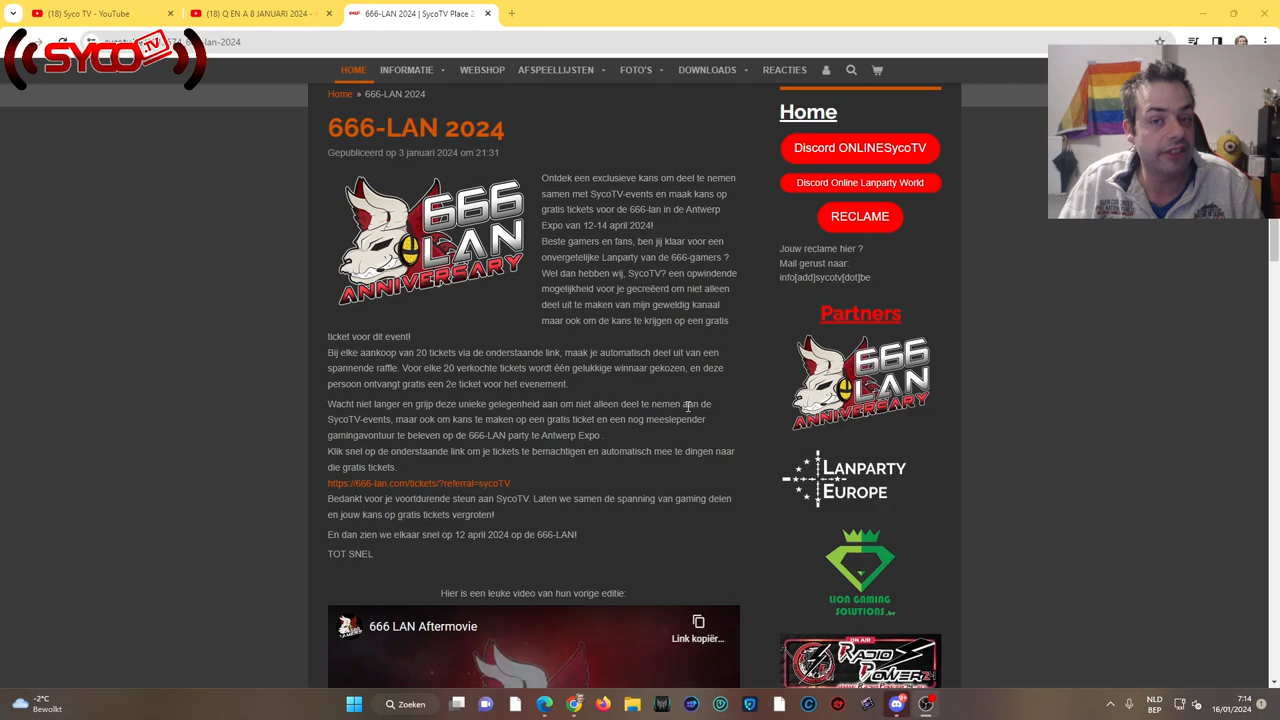 (18) Syco TV - YouTube
(18) Q EN A 8 JANUARI 2024 -
666-LAN 2024 | SycoTV Place 2
SYCO.TV
-lan-2024
HOME INFORMATIE WEBSHOP AFSPEELLIJSTEN FOTO'S DOWNLOADS REACTIES
Home » 666-LAN 2024
666-LAN 2024
Gepubliceerd op 3 januari 2024 om 21:31
666
LAN
ANNIVERSARY
Ontdek een exclusieve kans om deel te nemen
samen met SycoTV-events en maak kans op
gratis tickets voor de 666-lan in de Antwerp
Expo van 12-14 april 2024!
Beste gamers en fans, ben jij klaar voor een
onvergetelijke Lanparty van de 666-gamers ?
Wel dan hebben wij, SycoTV? een opwindende
mogelijkheid voor je gecreëerd om niet alleen
deel uit te maken van mijn geweldig kanaal
maar ook om de kans te krijgen op een gratis
ticket voor dit event!
Bij elke aankoop van 20 tickets via de onderstaande link, maak je automatisch deel uit van een
spannende raffle. Voor elke 20 verkochte tickets wordt één gelukkige winnaar gekozen, en deze
persoon ontvangt gratis een 2e ticket voor het evenement.
Wacht niet langer en grijp deze unieke gelegenheid aan om niet alleen deel te nemen aan de
SycoTV-events, maar ook om kans te maken op een gratis ticket en een nog meeslepender
gamingavontuur te beleven op de 666-LAN party te Antwerp Expo .
Klik snel op de onderstaande link om je tickets te bemachtigen en automatisch mee te dingen naar
die gratis tickets.
https://666-lan.com/tickets/?referral=sycoTV
Bedankt voor je voortdurende steun aan SycoTV. Laten we samen de spanning van gaming delen
en jouw kans op gratis tickets vergroten!
En dan zien we elkaar snel op 12 april 2024 op de 666-LAN!
TOT SNEL
Hier is een leuke video van hun vorige editie:
666 LAN Aftermovie
Link kopiër...
Home
Discord ONLINESycoTV
Discord Online Lanparty World
RECLAME
Jouw reclame hier ?
Mail gerust naar:
info[add]sycotv[dot]be
Partners
666
LAN
ANNIVERSARY
LANPARTY
EUROPE
LION GAMING
SOLUTIONS.be
ON AIR
RADIO
POWER
-2°C
Bewolkt
Zoeken
NLD
BEP
7:14
16/01/2024